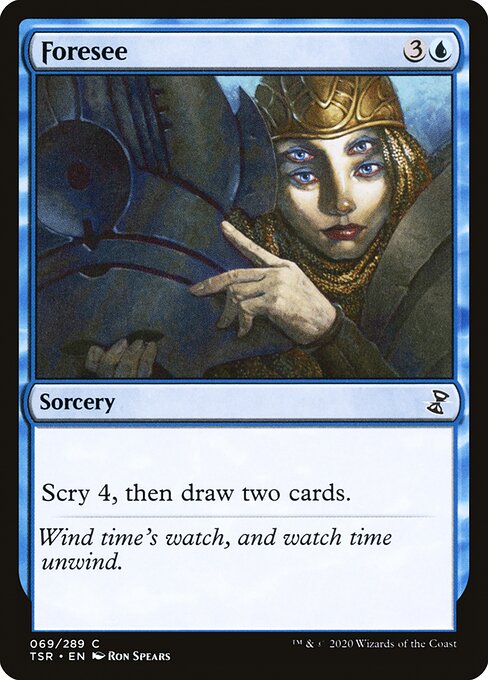 Foresee 3
Sorcery
Scry 4, then draw two cards.
Wind time's watch, and watch time
unwind.
069/289 C
TSR • EN Ron Spears
™ & © 2020 Wizards of the Coast